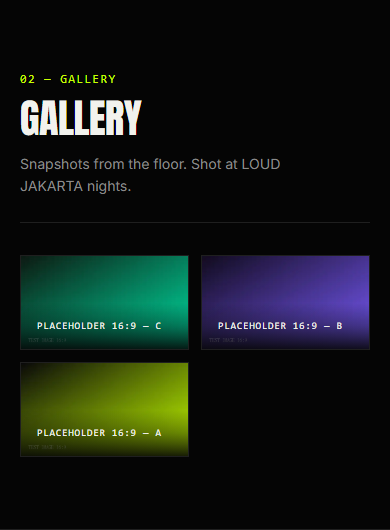 02 — GALLERY
GALLERY
Snapshots from the floor. Shot at LOUD
JAKARTA nights.
PLACEHOLDER 16:9 — C
PLACEHOLDER 16:9 — B
PLACEHOLDER 16:9 — A